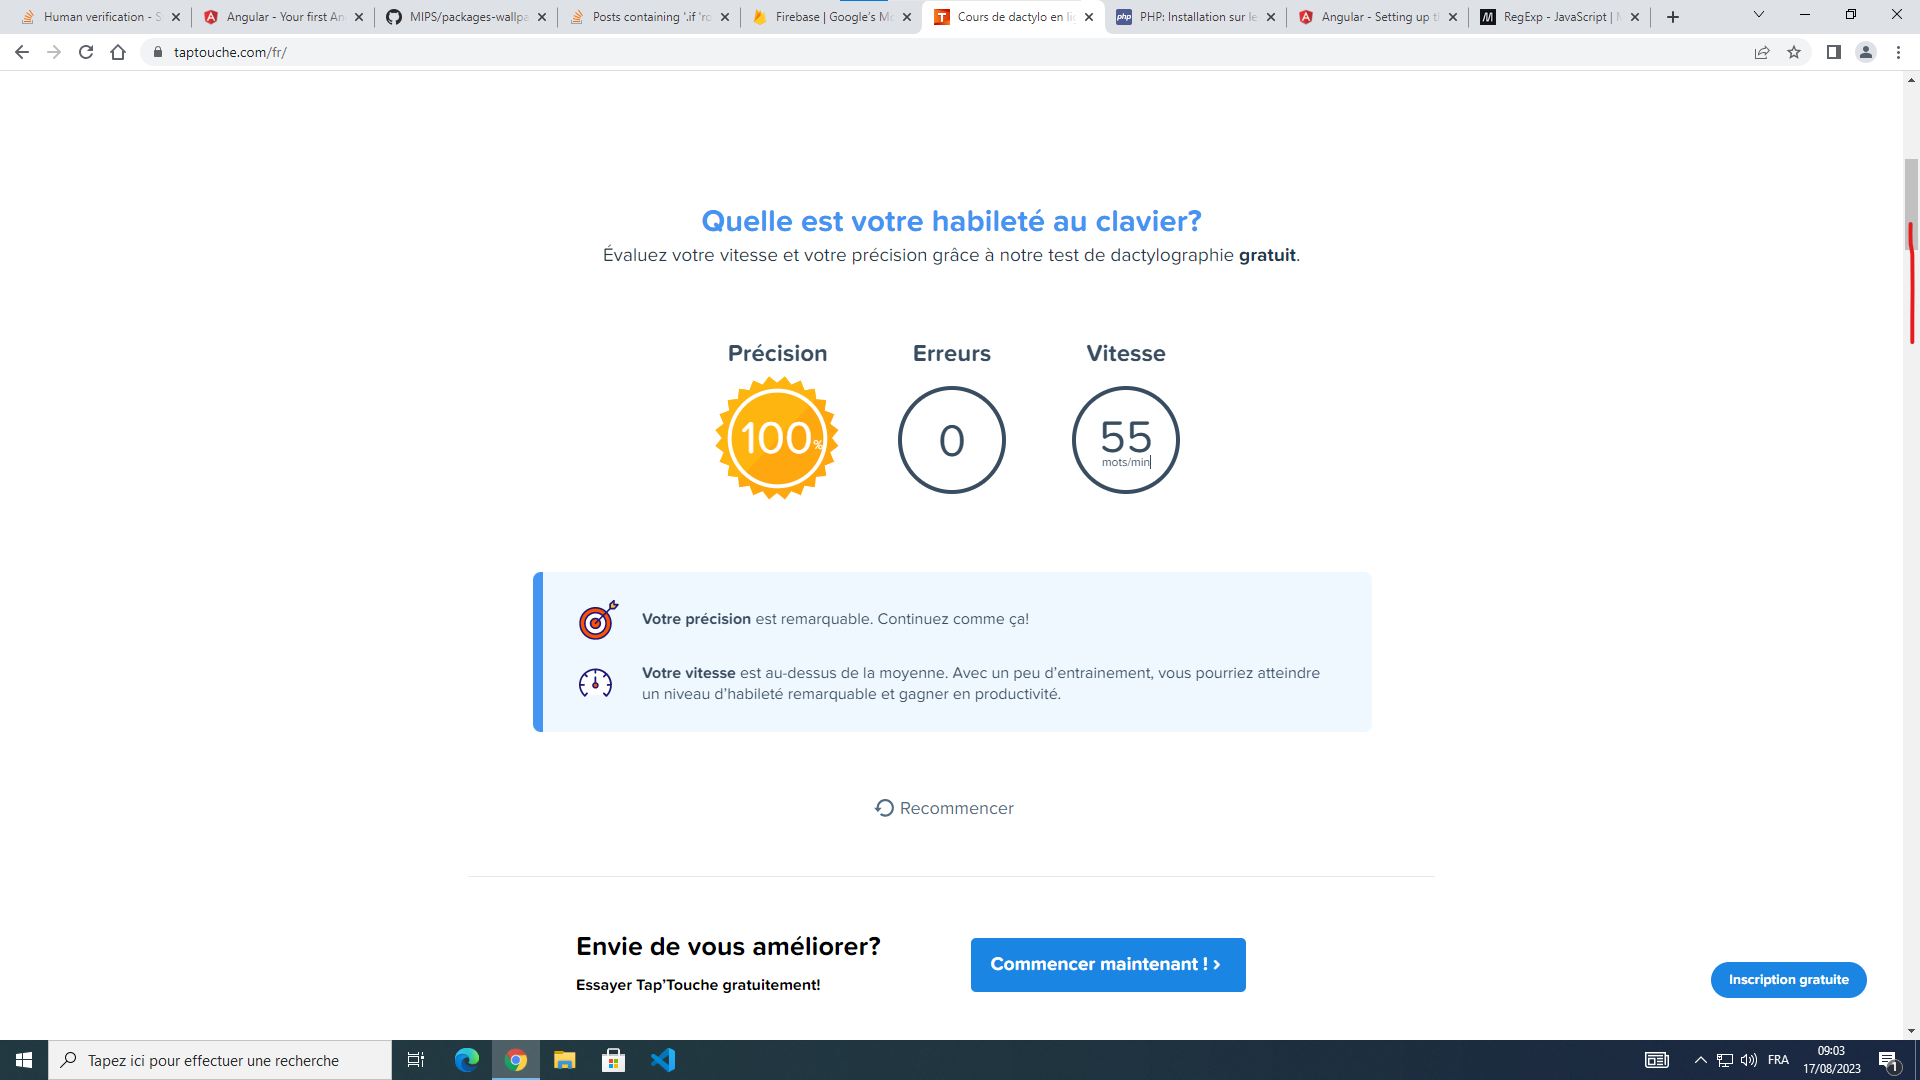 Human verification - S
Angular - Your first An
MIPS/packages-wallpa
Posts containing '.if 'ro
Firebase | Google's Mo
Cours de dactylo en lig
PHP: Installation sur le
Angular - Setting up t
RegExp - JavaScript | M
taptouche.com/fr/
Quelle est votre habileté au clavier?
Évaluez votre vitesse et votre précision grâce à notre test de dactylographie gratuit.
Précision Erreurs Vitesse
100% 0 55
mots/min
Votre précision est remarquable. Continuez comme ça!
Votre vitesse est au-dessus de la moyenne. Avec un peu d'entrainement, vous pourriez atteindre
un niveau d'habileté remarquable et gagner en productivité.
Recommencer
Envie de vous améliorer?
Commencer maintenant ! ›
Essayer Tap'Touche gratuitement!
Inscription gratuite
Tapez ici pour effectuer une recherche
FRA
09:03
17/08/2023
1